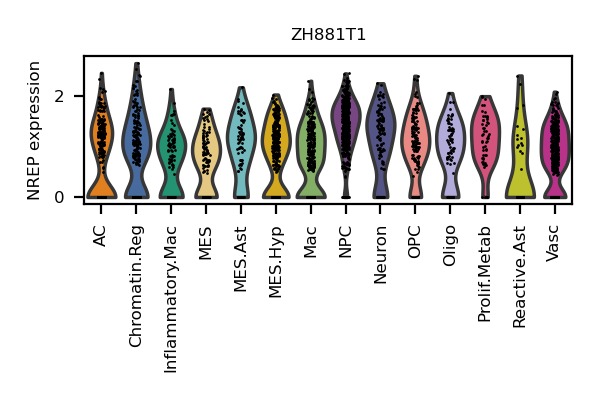 ZH881T1
NREP expression
2
0
AC
Chromatin.Reg
Inflammatory.Mac
MES
MES.Ast
MES.Hyp
Mac
NPC
Neuron
OPC
Oligo
Prolif.Metab
Reactive.Ast
Vasc